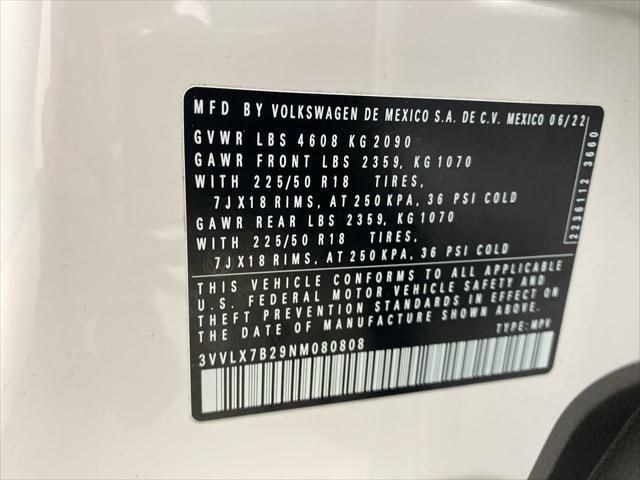 MFD BY VOLKSWAGEN DE MEXICO S.A. DE C.V. MEXICO 06/22
GVWR LBS 4608 KG 2090
GAWR FRONT LBS 2359, KG 1070
WITH 225/50 R18 TIRES,
7JX18 RIMS, AT 250 KPA, 36 PSI COLD
GAWR REAR LBS 2359, KG 1070
WITH 225/50 R18 TIRES,
7JX18 RIMS, AT 250 KPA, 36 PSI COLD
THIS VEHICLE CONFORMS TO ALL APPLICABLE
U.S. FEDERAL MOTOR VEHICLE SAFETY AND
THEFT PREVENTION STANDARDS IN EFFECT ON
THE DATE OF MANUFACTURE SHOWN ABOVE.
3VVLX7B29NM080808 TYPE: MPV
2236112 3660